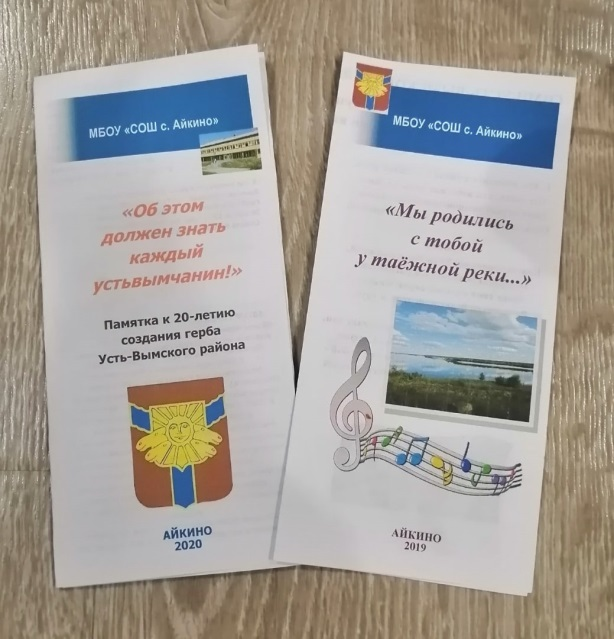 МБОУ «СОШ с. Айкино»
«Об этом
должен знать
каждый
устьвымчанин!»
Памятка к 20-летию
создания герба
Усть-Вымского района
АЙКИНО
2020
МБОУ «СОШ с. Айкино»
«Мы родились
с тобой
у таёжной реки...»
АЙКИНО
2019